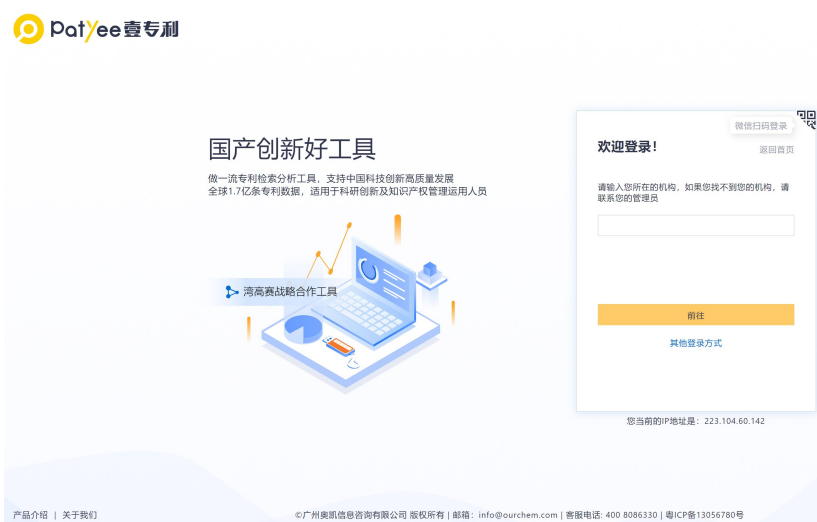 Patyee壹专利
微信扫码登录
欢迎登录！
返回首页
国产创新好工具
做一流专利检索分析工具，支持中国科技创新高质量发展
全球1.7亿条专利数据，适用于科研创新及知识产权管理运用人员
请输入您所在的机构，如果您找不到您的机构，请
联系您的管理员
湾高赛战略合作工具
前往
其他登录方式
您当前的IP地址是：223.104.60.142
产品介绍 | 关于我们
©广州奥凯信息咨询有限公司 版权所有 | 邮箱：info@ourchem.com | 客服电话: 400 8086330 | 粤ICP备13056780号